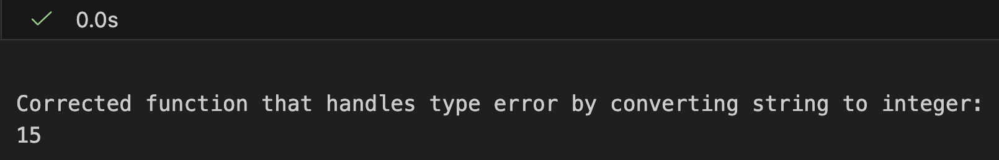 0.0s
Corrected function that handles type error by converting string to integer:
15